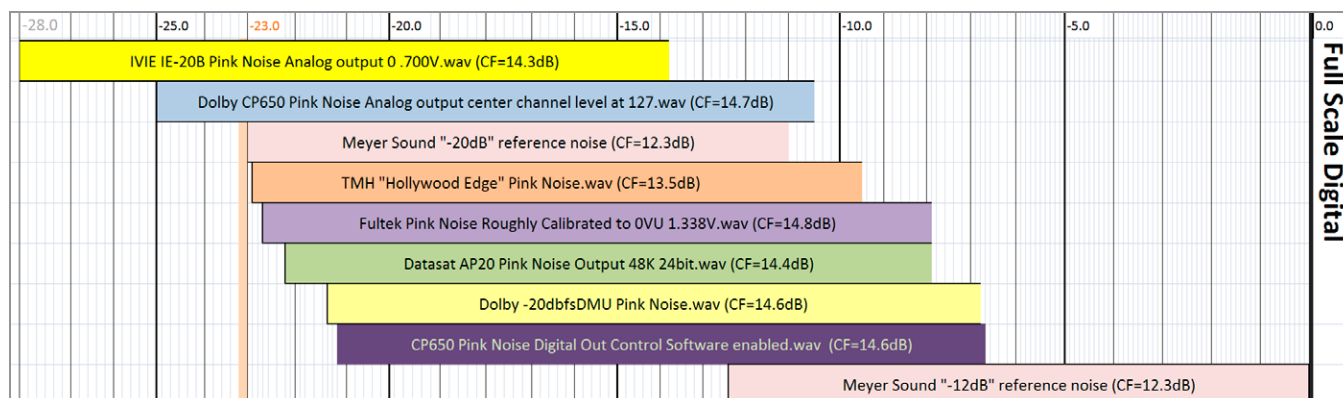 -28.0 -25.0 -23.0 -20.0 -15.0 -10.0 -5.0 0.0
IVIE IE-20B Pink Noise Analog output 0 .700V.wav (CF=14.3dB)
Dolby CP650 Pink Noise Analog output center channel level at 127.wav (CF=14.7dB)
Meyer Sound "-20dB" reference noise (CF=12.3dB)
TMH "Hollywood Edge" Pink Noise.wav (CF=13.5dB)
Fultek Pink Noise Roughly Calibrated to 0VU 1.338V.wav (CF=14.8dB)
Datasat AP20 Pink Noise Output 48K 24bit.wav (CF=14.4dB)
Dolby -20dbfsDMU Pink Noise.wav (CF=14.6dB)
CP650 Pink Noise Digital Out Control Software enabled.wav (CF=14.6dB)
Meyer Sound "-12dB" reference noise (CF=12.3dB)
Full Scale Digital